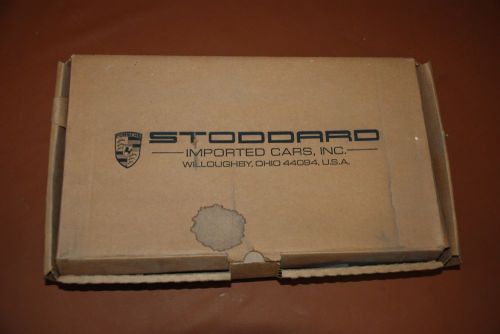 STODDARD
IMPORTED CARS, INC.
WILLOUGHBY, OHIO 44094, U.S.A.